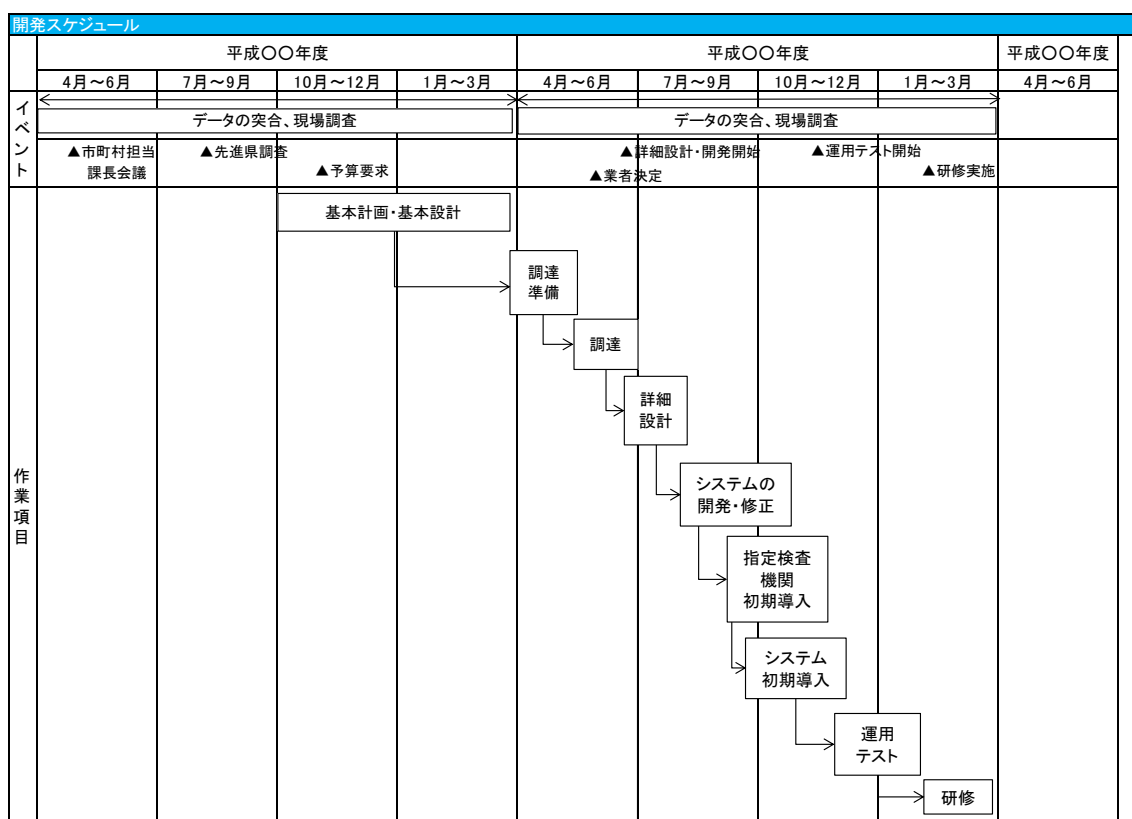 開発スケジュール
平成〇〇年度
平成〇〇年度
平成〇〇年度
4月～6月
7月～9月
10月～12月
1月～3月
4月～6月
7月～9月
10月～12月
1月～3月
4月～6月
イベント
データの突合、現場調査
データの突合、現場調査
▲市町村担当
課長会議
▲先進県調査
▲予算要求
▲詳細設計・開発開始
▲業者決定
▲運用テスト開始
▲研修実施
作業項目
基本計画・基本設計
調達
準備
調達
詳細
設計
システムの
開発・修正
指定検査
機関
初期導入
システム
初期導入
運用
テスト
研修